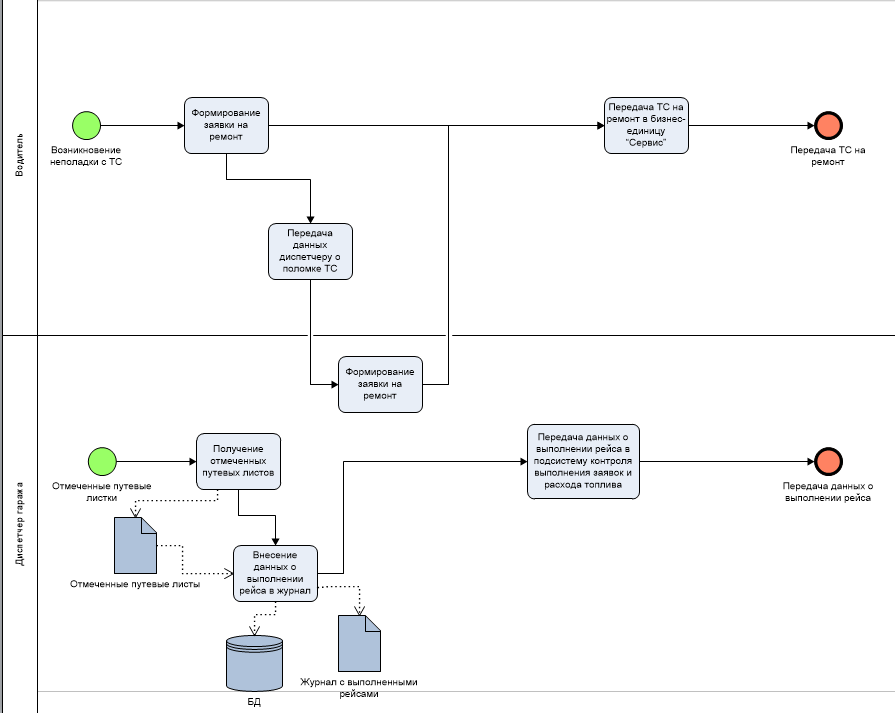 Водитель
Возникновение
неполадки с ТС
Формирование
заявки на
ремонт
Передача ТС на
ремонт в бизнес-
единицу
"Сервис"
Передача ТС на
ремонт
Передача
данных
диспетчеру о
поломке ТС
Диспетчер гаража
Формирование
заявки на
ремонт
Отмеченные путевые
листки
Получение
отмеченных
путевых листов
Передача данных о
выполнении рейса в
подсистему контроля
выполнения заявок и
расхода топлива
Передача данных о
выполнении рейса
Отмеченные путевые листы
Внесение
данных о
выполнении
рейса в журнал
БД
Журнал с выполненными
рейсами